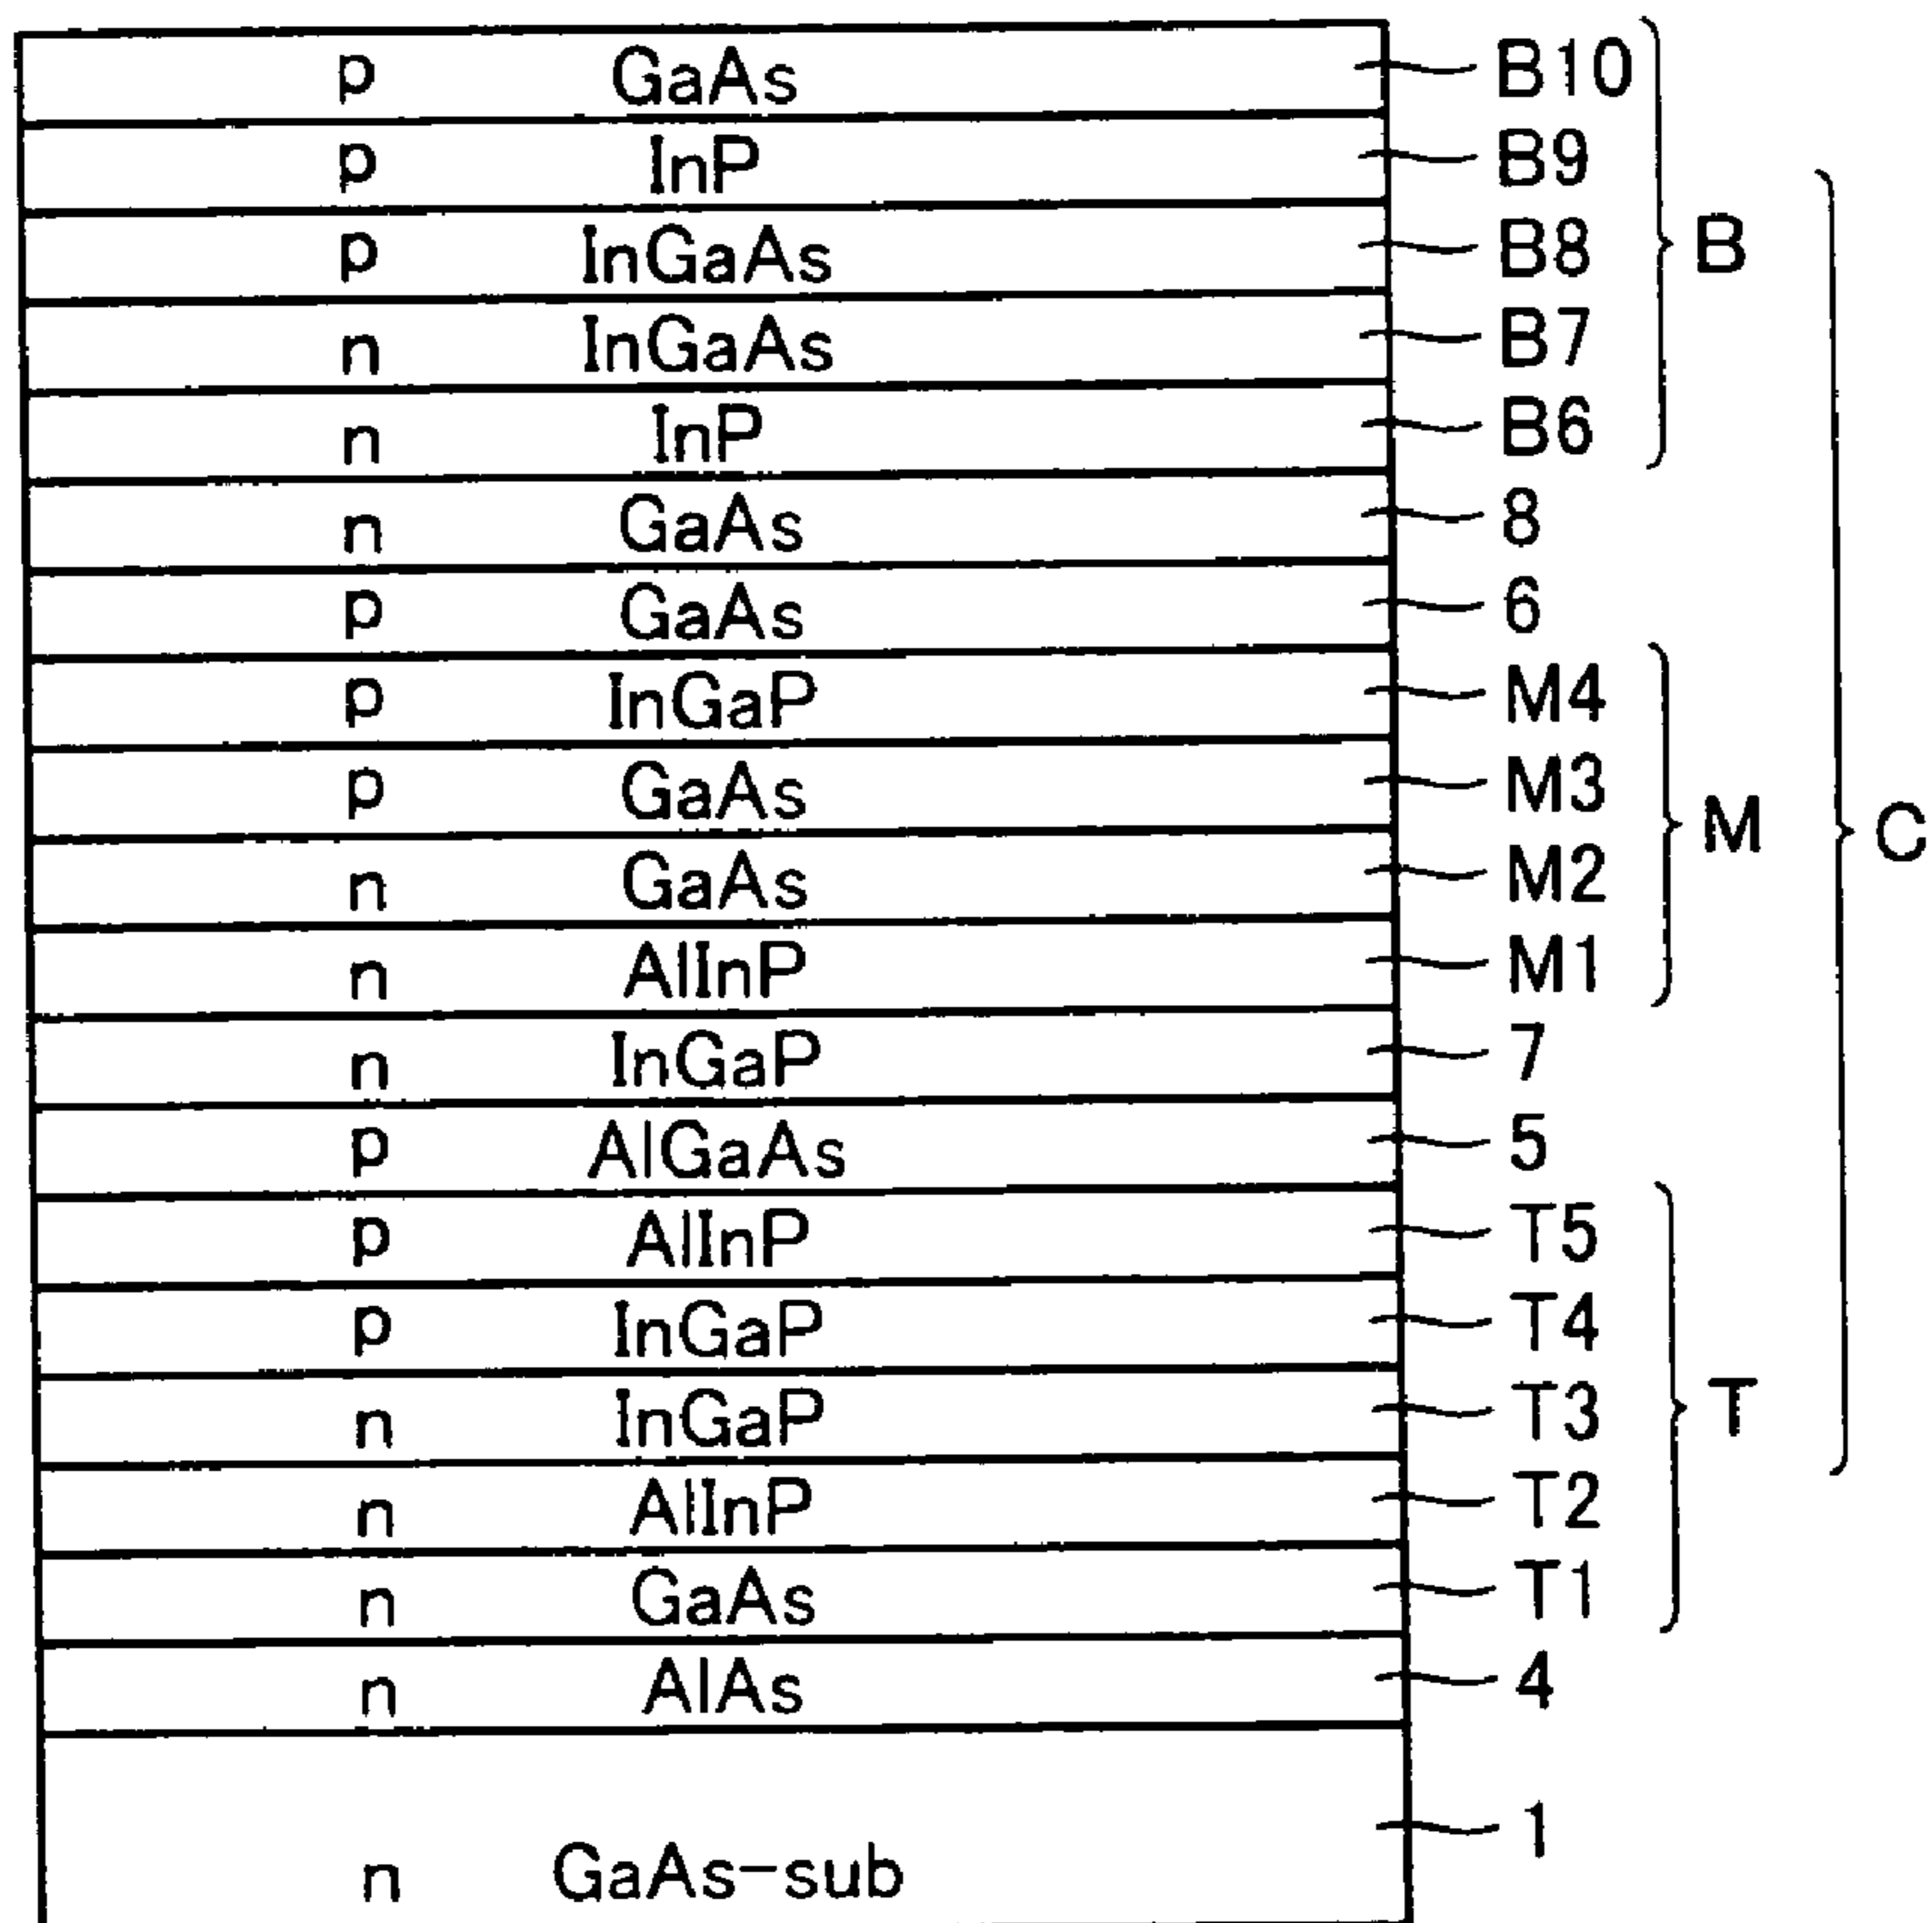 p GaAs B10
p InP B9
p InGaAs B8
B
n InGaAs B7
n InP B6
n GaAs 8
p GaAs 6
p InGaP M4
p GaAs M3
M
C
n GaAs M2
n AlInP M1
n InGaP 7
p AlGaAs 5
p AlInP T5
p InGaP T4
n InGaP T3
T
n AlInP T2
n GaAs T1
n AlAs 4
1
n GaAs-sub